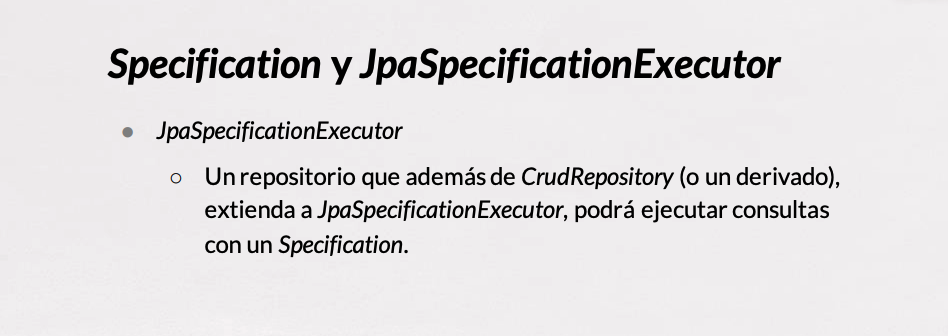 Specification y JpaSpecificationExecutor
● JpaSpecificationExecutor
○ Un repositorio que además de CrudRepository (o un derivado),
extienda a JpaSpecificationExecutor, podrá ejecutar consultas
con un Specification.